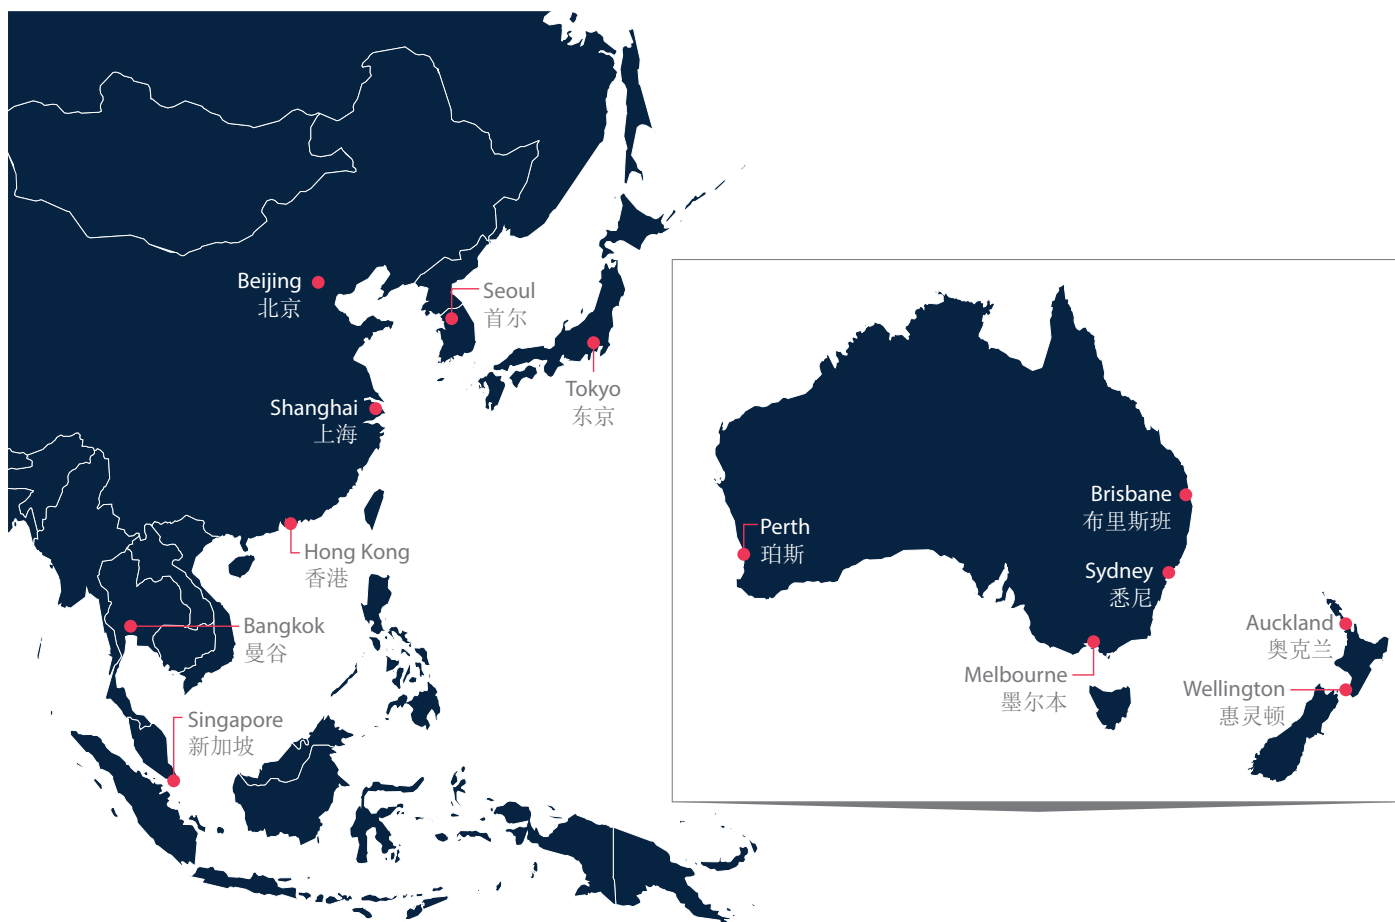 Beijing
北京
Seoul
首尔
Tokyo
东京
Shanghai
上海
Hong Kong
香港
Bangkok
曼谷
Singapore
新加坡
Brisbane
布里斯班
Perth
珀斯
Sydney
悉尼
Auckland
奥克兰
Melbourne
墨尔本
Wellington
惠灵顿